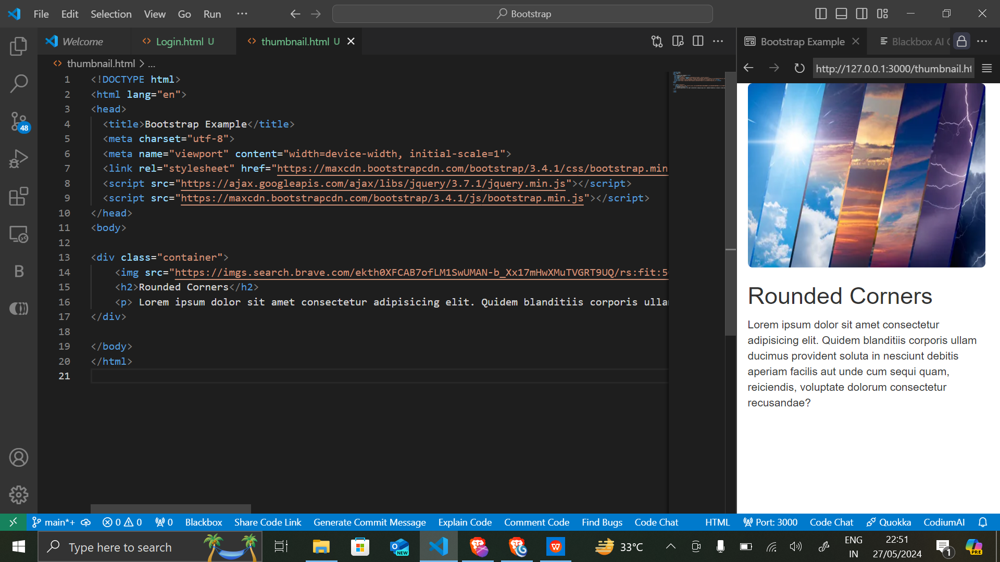 File Edit Selection View Go Run ...
Bootstrap
Welcome
Login.html U
thumbnail.html U
Bootstrap Example
Blackbox AI C
thumbnail.html > ...
http://127.0.0.1:3000/thumbnail.ht
1 <!DOCTYPE html>
2 <html lang="en">
3 <head>
4 <title>Bootstrap Example</title>
5 <meta charset="utf-8">
6 <meta name="viewport" content="width=device-width, initial-scale=1">
7 <link rel="stylesheet" href="https://maxcdn.bootstrapcdn.com/bootstrap/3.4.1/css/bootstrap.min
8 <script src="https://ajax.googleapis.com/ajax/libs/jquery/3.7.1/jquery.min.js"></script>
9 <script src="https://maxcdn.bootstrapcdn.com/bootstrap/3.4.1/js/bootstrap.min.js"></script>
10 </head>
11 <body>
12
13 <div class="container">
14 <img src="https://imgs.search.brave.com/ekth0XFCAB7ofLM1SwUMAN-b_Xx17mHwXMuTVGRT9UQ/rs:fit:50
15 <h2>Rounded Corners</h2>
16 <p> Lorem ipsum dolor sit amet consectetur adipisicing elit. Quidem blanditiis corporis ullam
17 </div>
18
19 </body>
20 </html>
21
48
B
Rounded Corners
Lorem ipsum dolor sit amet consectetur
adipisicing elit. Quidem blanditiis corporis ullam
ducimus provident soluta in nesciunt debitis
aperiam facilis aut unde cum sequi quam,
reiciendis, voluptate dolorum consectetur
recusandae?
main*+ 0 0 0 Blackbox Share Code Link Generate Commit Message Explain Code Comment Code Find Bugs Code Chat HTML Port: 3000 Code Chat Quokka CodiumAI
Type here to search
NEW
W
33°C
ENG
IN
22:51
27/05/2024
1
PRE